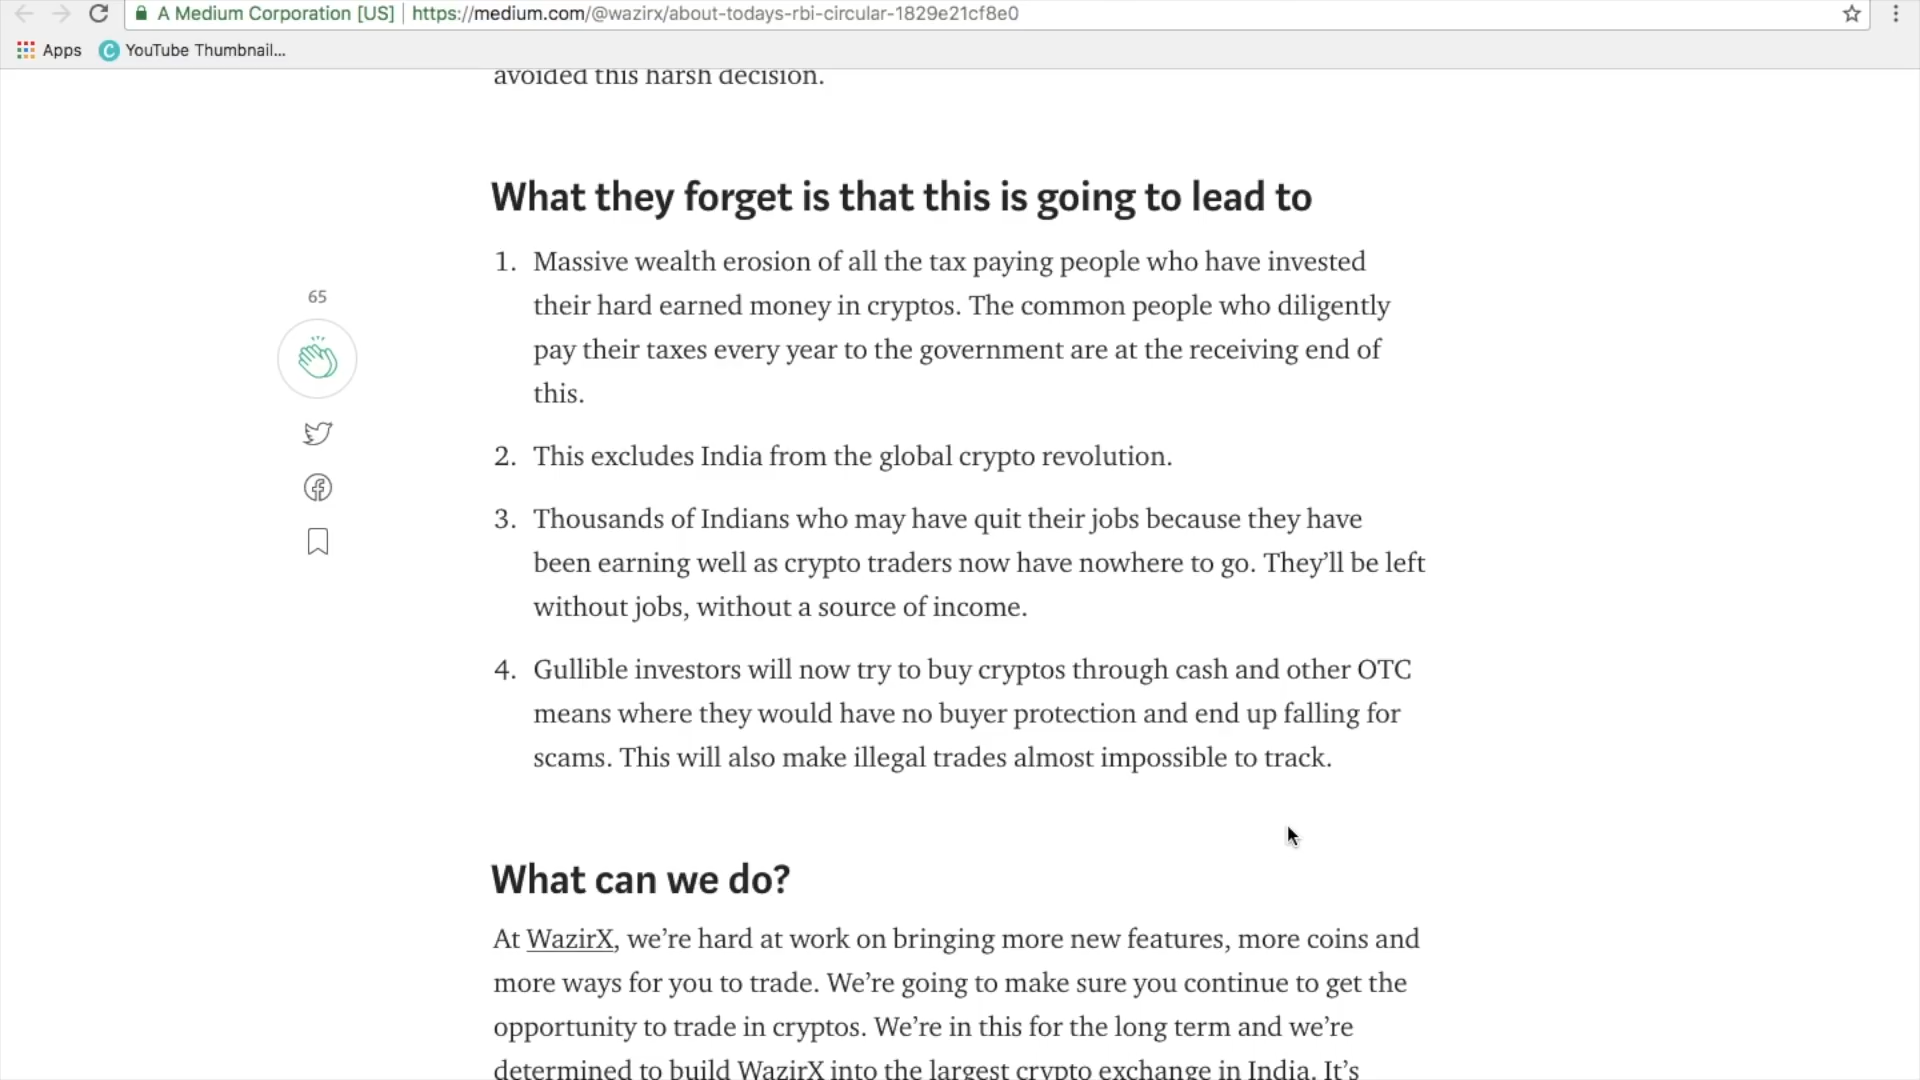 A Medium Corporation [US] https://medium.com/@wazirx/about-todays-rbi-circular-1829e21cf8e0
Apps YouTube Thumbnail...
avoided this harsh decision.
What they forget is that this is going to lead to
1. Massive wealth erosion of all the tax paying people who have invested
their hard earned money in cryptos. The common people who diligently
pay their taxes every year to the government are at the receiving end of
this.
65
2. This excludes India from the global crypto revolution.
3. Thousands of Indians who may have quit their jobs because they have
been earning well as crypto traders now have nowhere to go. They’ll be left
without jobs, without a source of income.
4. Gullible investors will now try to buy cryptos through cash and other OTC
means where they would have no buyer protection and end up falling for
scams. This will also make illegal trades almost impossible to track.
What can we do?
At WazirX, we’re hard at work on bringing more new features, more coins and
more ways for you to trade. We’re going to make sure you continue to get the
opportunity to trade in cryptos. We’re in this for the long term and we’re
determined to build WazirX into the largest crypto exchange in India. It’s